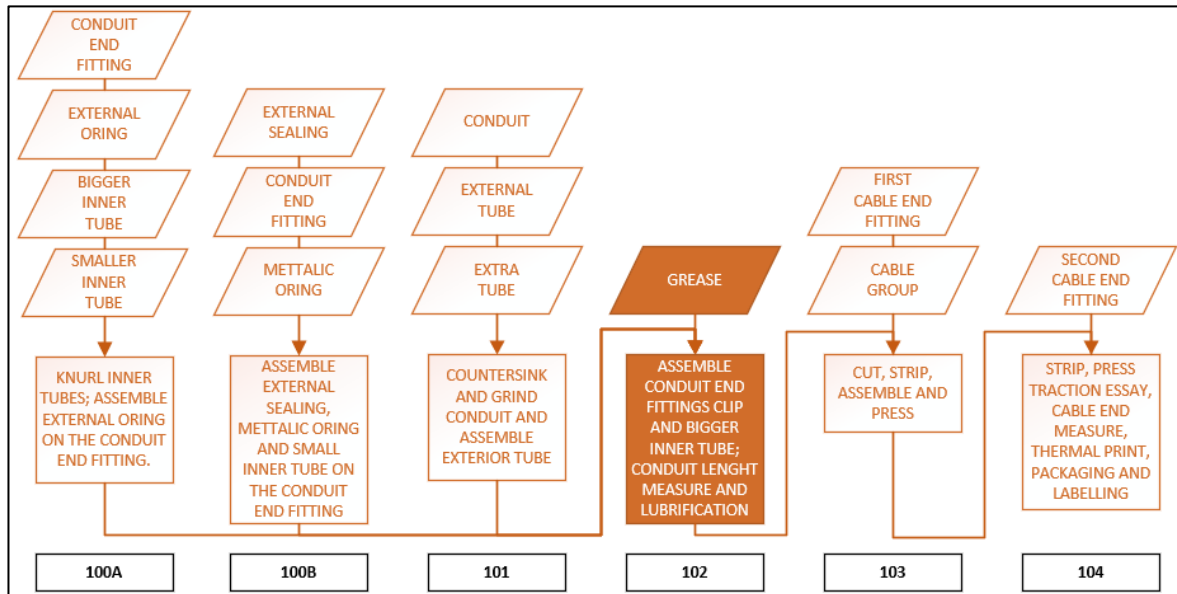 CONDUIT
END
FITTING
EXTERNAL
ORING
BIGGER
INNER
TUBE
SMALLER
INNER
TUBE
KNURL INNER
TUBES; ASSEMBLE
EXTERNAL ORING
ON THE CONDUIT
END FITTING.
100A
EXTERNAL
SEALING
CONDUIT
END
FITTING
METTALIC
ORING
ASSEMBLE
EXTERNAL
SEALING,
METTALIC ORING
AND SMALL
INNER TUBE ON
THE CONDUIT
END FITTING
100B
CONDUIT
EXTERNAL
TUBE
EXTRA
TUBE
COUNTERSINK
AND GRIND
CONDUIT AND
ASSEMBLE
EXTERIOR TUBE
101
GREASE
ASSEMBLE
CONDUIT END
FITTINGS CLIP
AND BIGGER
INNER TUBE;
CONDUIT LENGHT
MEASURE AND
LUBRIFICATION
102
FIRST
CABLE END
FITTING
CABLE
GROUP
CUT, STRIP,
ASSEMBLE AND
PRESS
103
SECOND
CABLE END
FITTING
STRIP, PRESS
TRACTION ESSAY,
CABLE END
MEASURE,
THERMAL PRINT,
PACKAGING AND
LABELLING
104